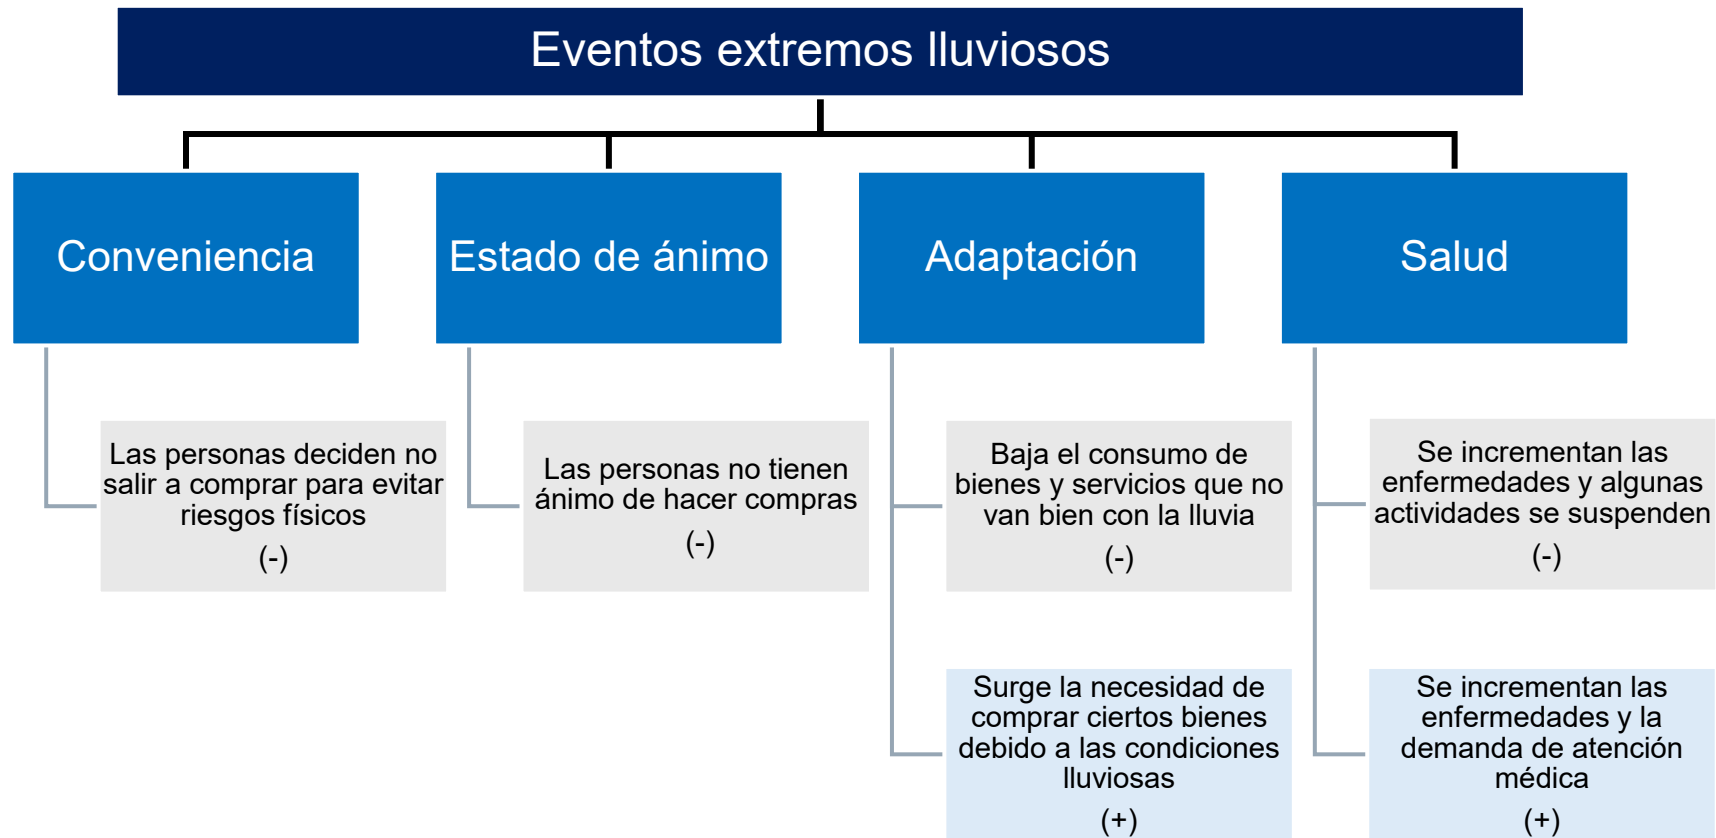 Eventos extremos lluviosos
Conveniencia
Estado de ánimo
Adaptación
Salud
Las personas deciden no
salir a comprar para evitar
riesgos físicos
(-)
Las personas no tienen
ánimo de hacer compras
(-)
Baja el consumo de
bienes y servicios que no
van bien con la lluvia
(-)
Se incrementan las
enfermedades y algunas
actividades se suspenden
(-)
Surge la necesidad de
comprar ciertos bienes
debido a las condiciones
lluviosas
(+)
Se incrementan las
enfermedades y la
demanda de atención
médica
(+)